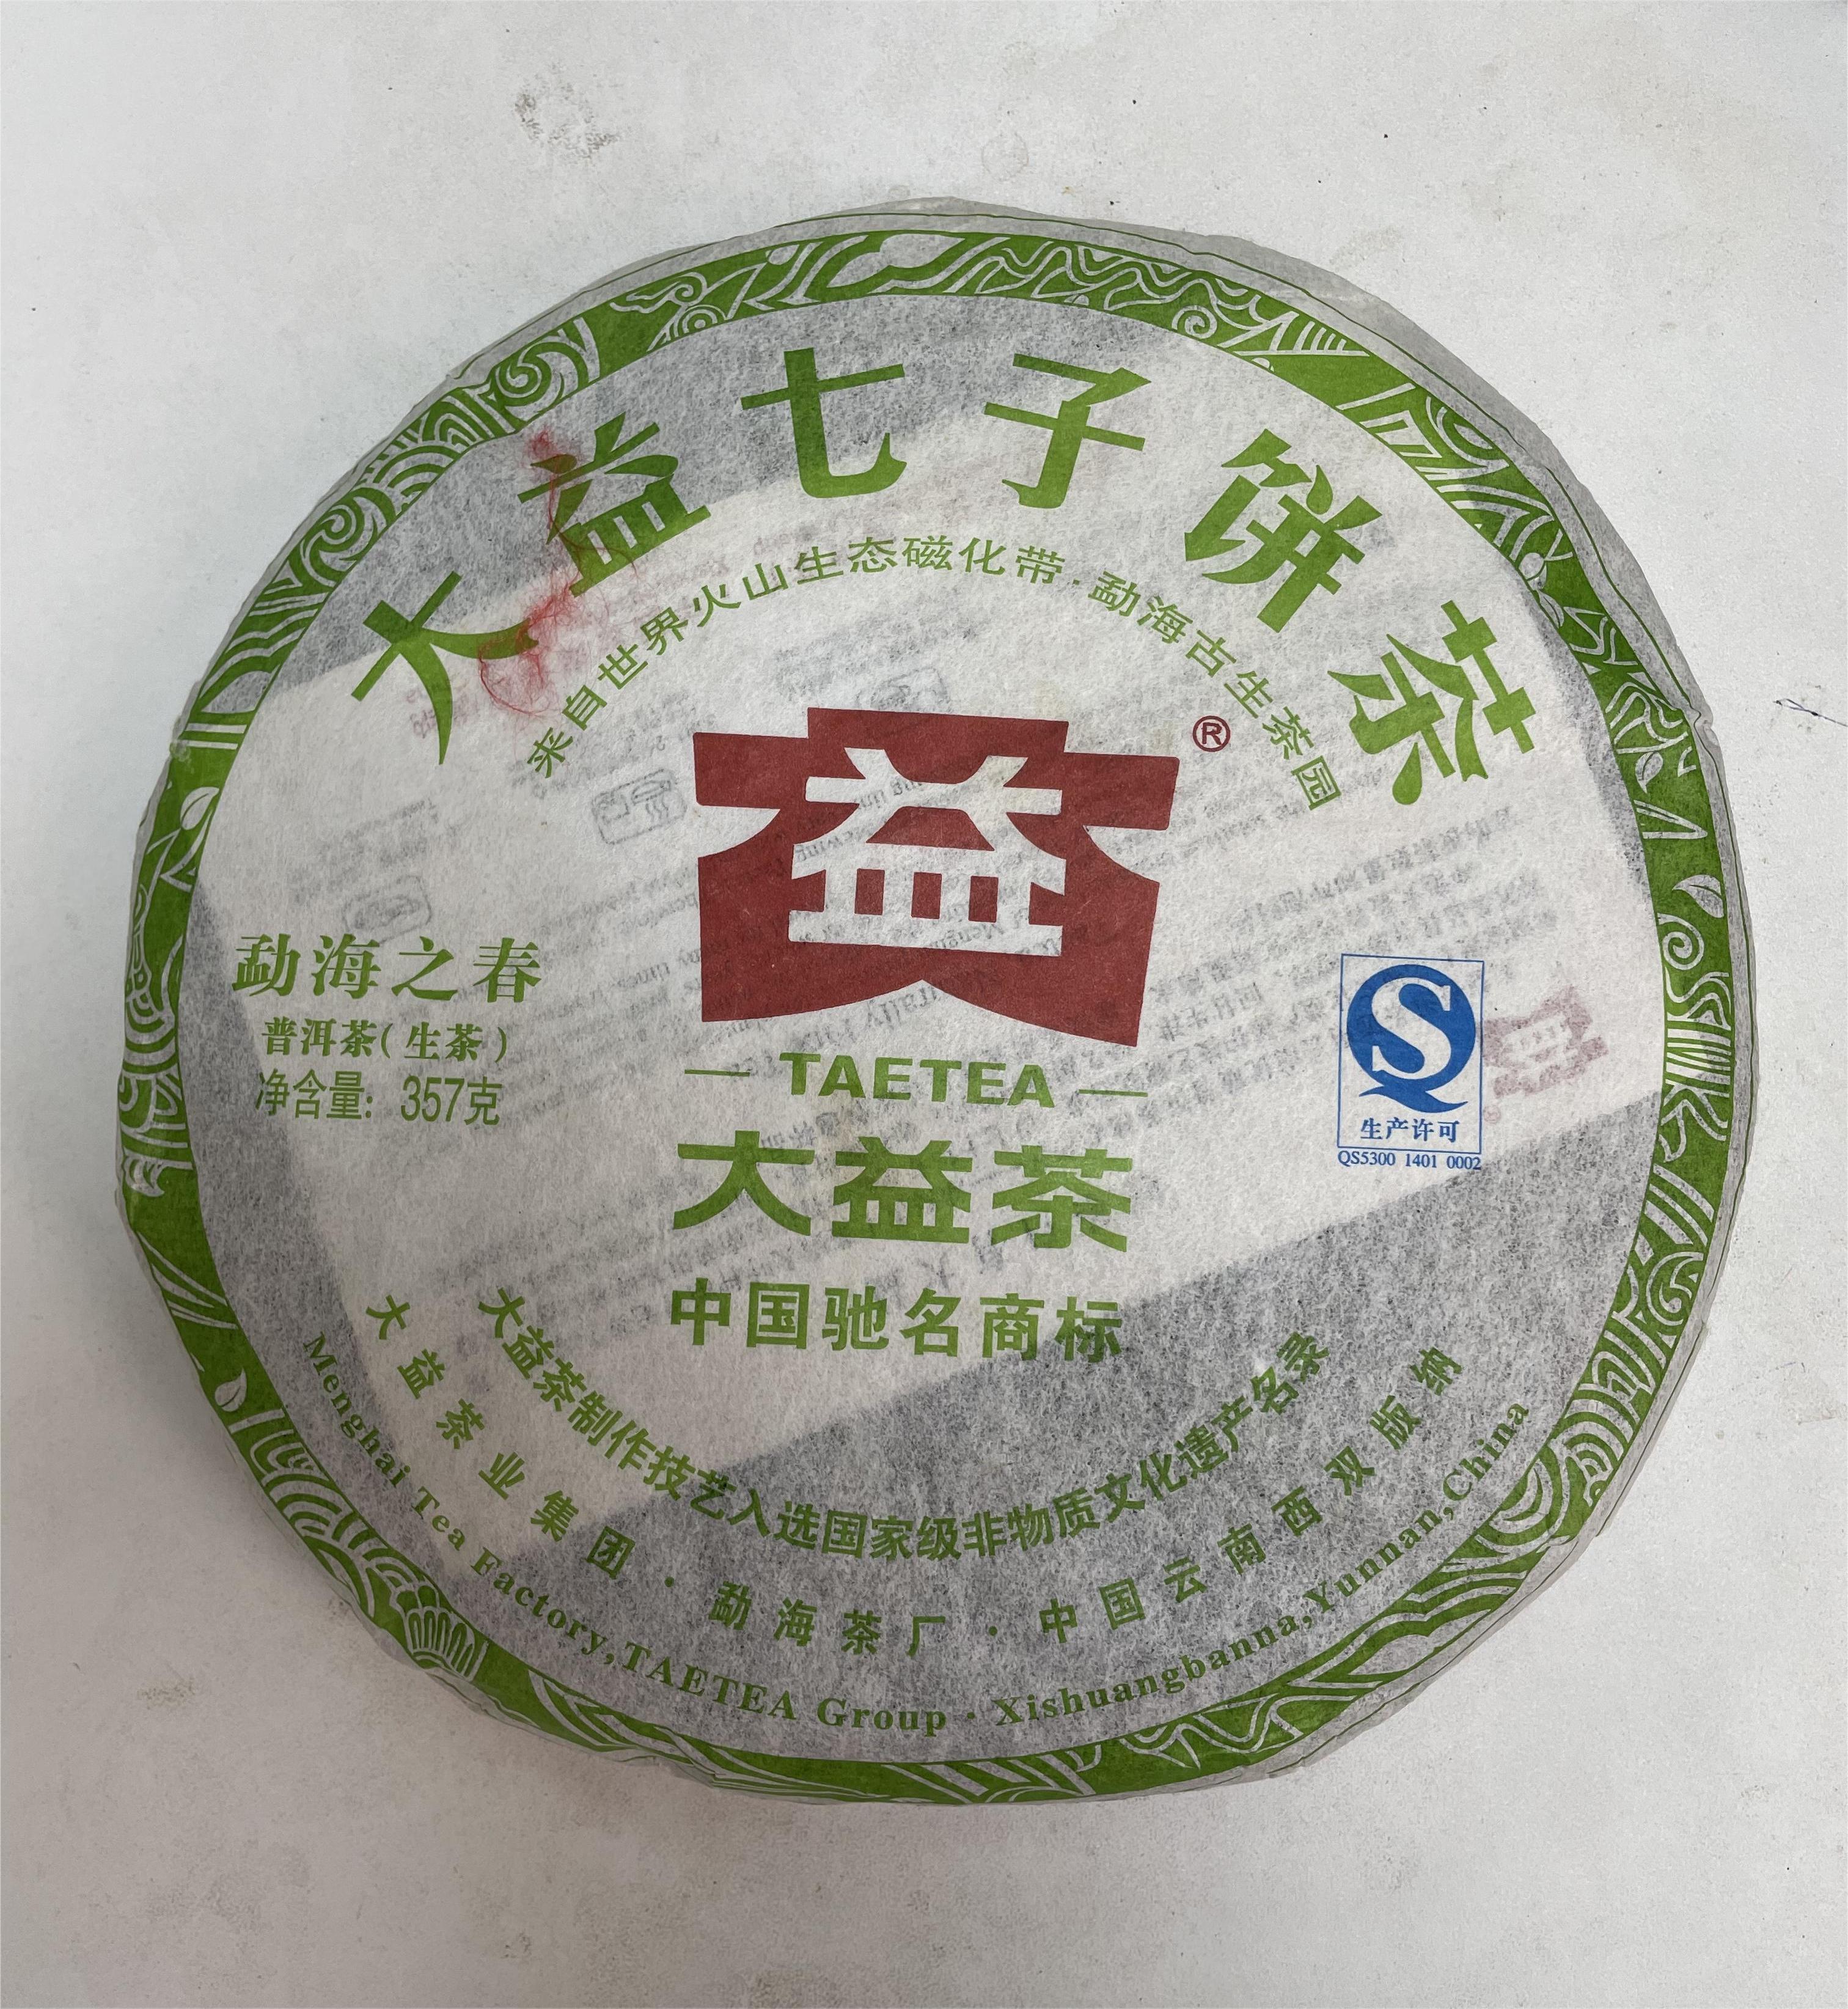 大益七子饼茶
来自世界火山生态磁化带·勐海古生茶园
益
®
勐海之春
普洱茶(生茶)
净含量: 357克
TAETEA
大益茶
中国驰名商标
生产许可
QS5300 1401 0002
大益茶制作技艺入选国家级非物质文化遗产名录
大益茶业集团·勐海茶厂·中国云南西双版纳
Menghai Tea Factory,TAETEA Group · Xishuangbanna,Yunnan,China